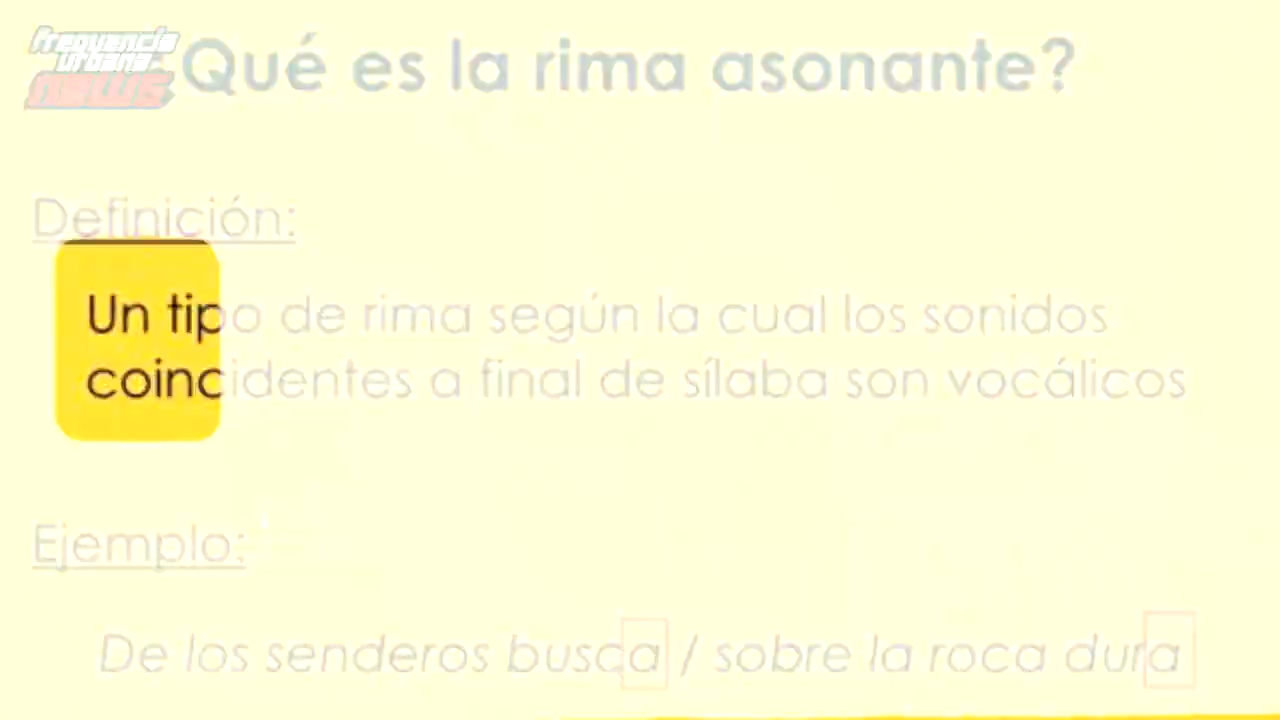 frequencia
urbana
news
Qué es la rima asonante?
Definición:
Un tipo de rima según la cual los sonidos
coincidentes a final de sílaba son vocálicos
Ejemplo:
De los senderos busca / sobre la roca dura